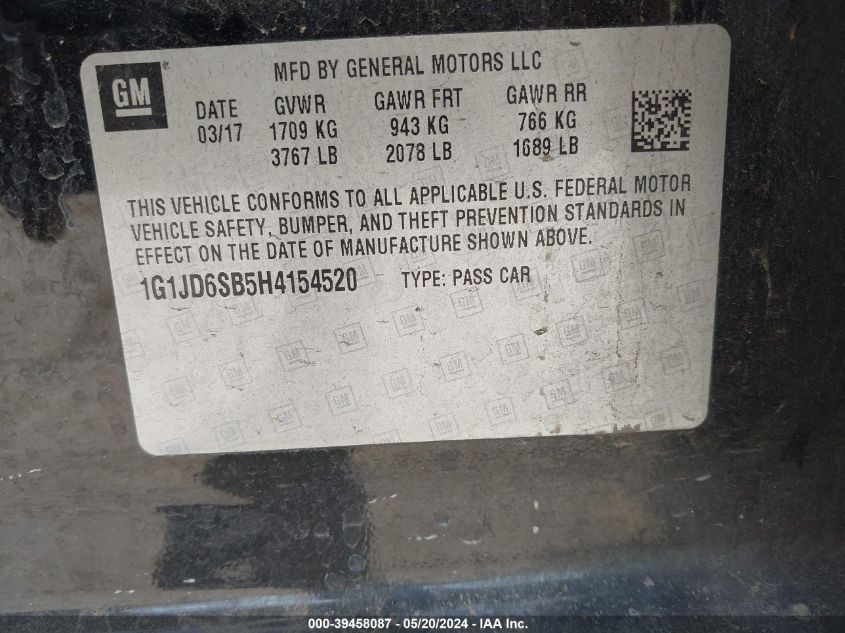 GM
MFD BY GENERAL MOTORS LLC
DATE GVWR GAWR FRT GAWR RR
03/17 1709 KG 943 KG 766 KG
3767 LB 2078 LB 1689 LB
THIS VEHICLE CONFORMS TO ALL APPLICABLE U.S. FEDERAL MOTOR
VEHICLE SAFETY, BUMPER, AND THEFT PREVENTION STANDARDS IN
EFFECT ON THE DATE OF MANUFACTURE SHOWN ABOVE.
1G1JD6SB5H4154520 TYPE: PASS CAR
000-39458087 - 05/20/2024 - IAA Inc.